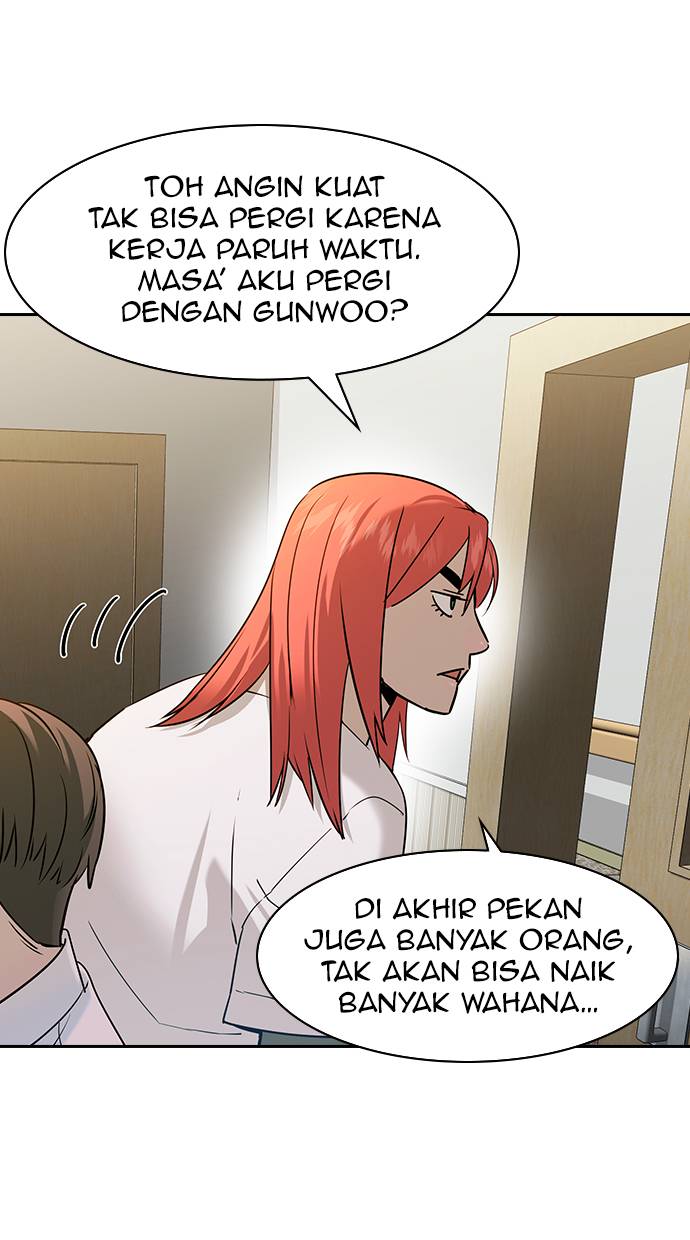 TOH ANGIN KUAT
TAK BISA PERGI KARENA
KERJA PARUH WAKTU.
MASA' AKU PERGI
DENGAN GUNWOO?
DI AKHIR PEKAN
JUGA BANYAK ORANG,
TAK AKAN BISA NAIK
BANYAK WAHANA...